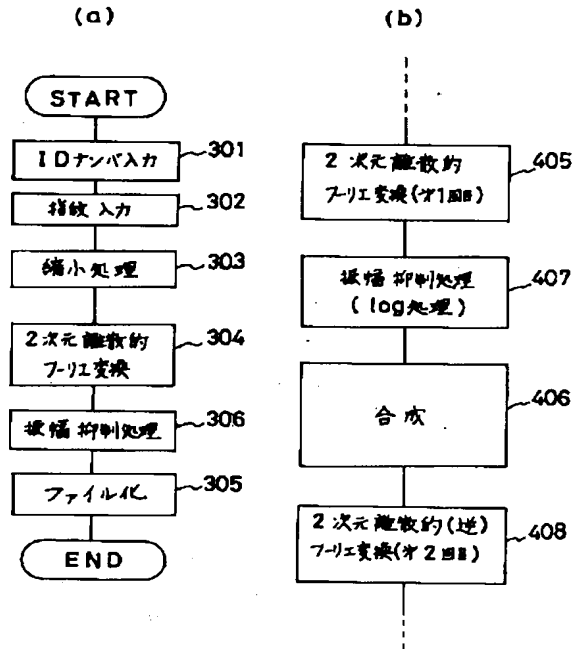 (a)
START
IDナンバ入力
301
指紋入力
302
縮小処理
303
2次元離散的
フーリエ変換
304
振幅抑制処理
306
ファイル化
305
END
(b)
2次元離散的
フーリエ変換(才1回目)
405
振幅抑制処理
(log処理)
407
合成
406
2次元離散的(逆)
フーリエ変換(才2回目)
408